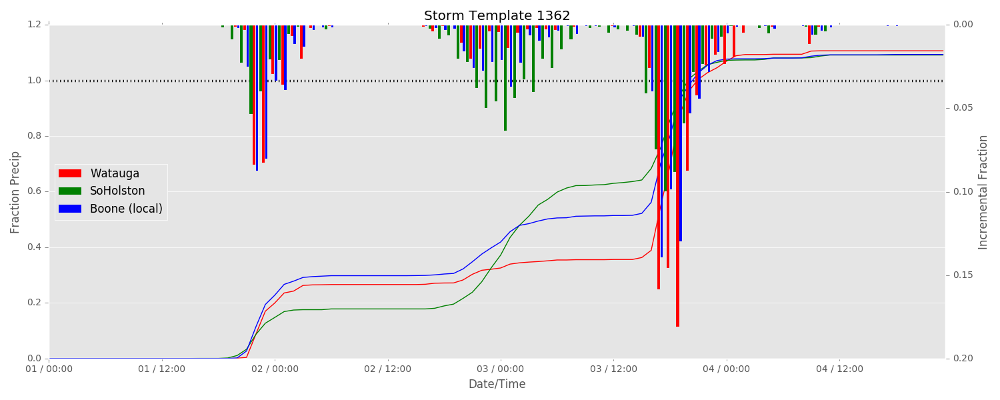 Storm Template 1362
1.2
1.0
0.8
0.6
0.4
0.2
0.0
Fraction Precip
0.00
0.05
0.10
0.15
0.20
Incremental Fraction
Watauga
SoHolston
Boone (local)
01 / 00:00
01 / 12:00
02 / 00:00
02 / 12:00
03 / 00:00
03 / 12:00
04 / 00:00
04 / 12:00
Date/Time